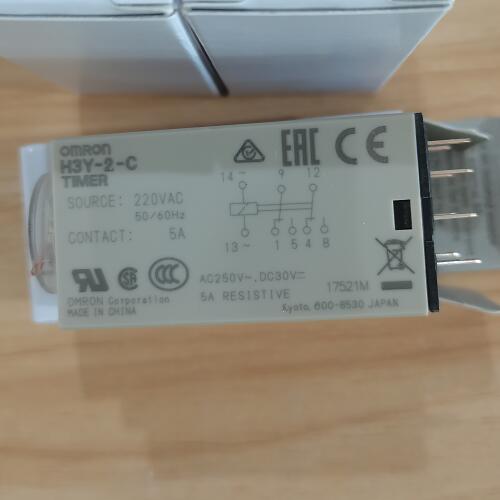 OMRON
H3Y-2-C
TIMER
SOURCE: 220VAC
50/60Hz
CONTACT: 5A
EAC CE
14~ 9 12
13~ 1 5 4 8
AC250V~, DC30V⎓
5A RESISTIVE
17521M
OMRON Corporation
MADE IN CHINA
Kyoto, 600-8530 JAPAN